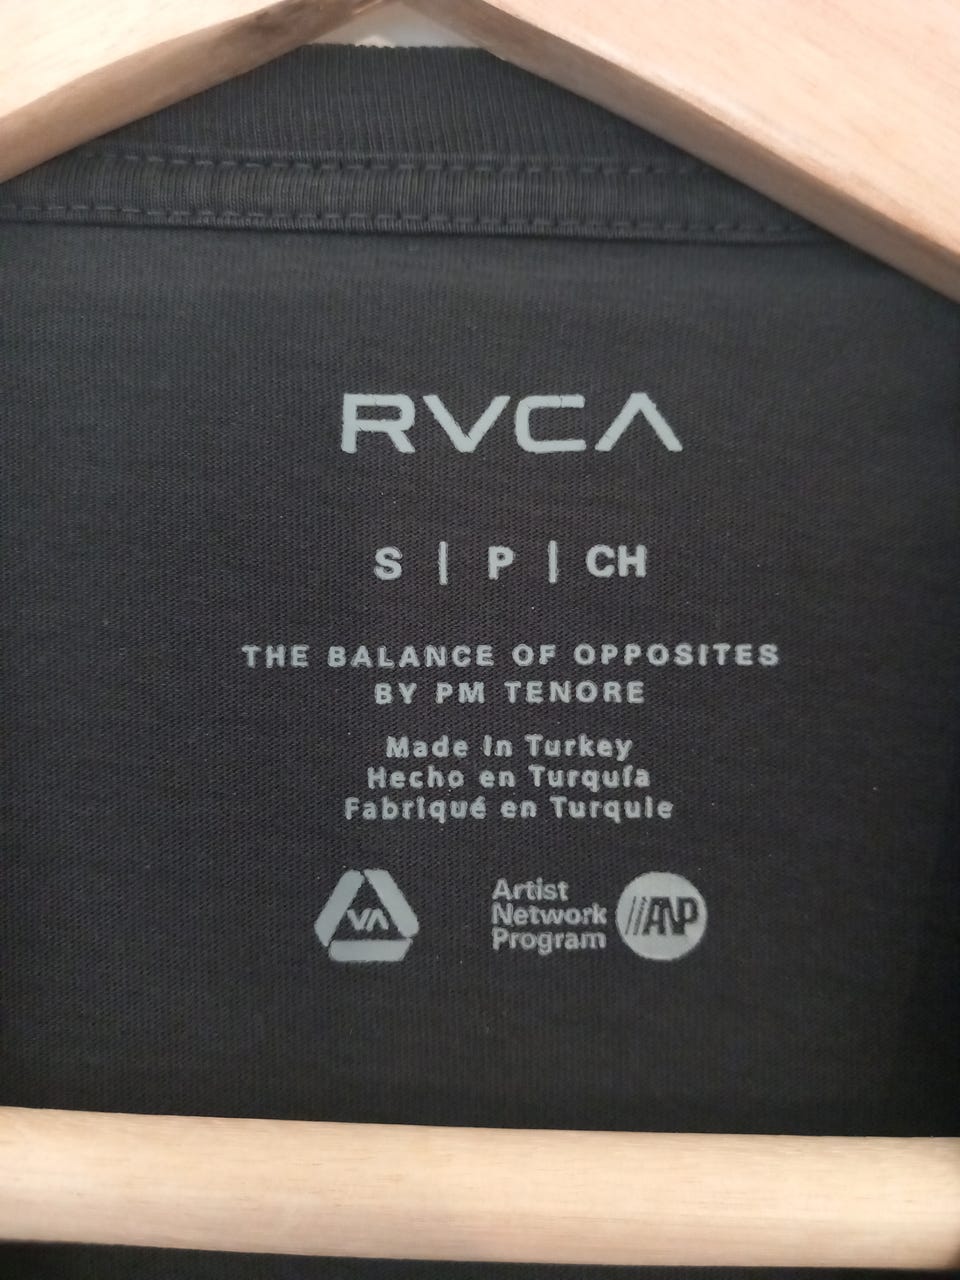 RVCA
S | P | CH
THE BALANCE OF OPPOSITES
BY PM TENORE
Made in Turkey
Hecho en Turquía
Fabriqué en Turquie
VA
Artist
Network
Program
ANP